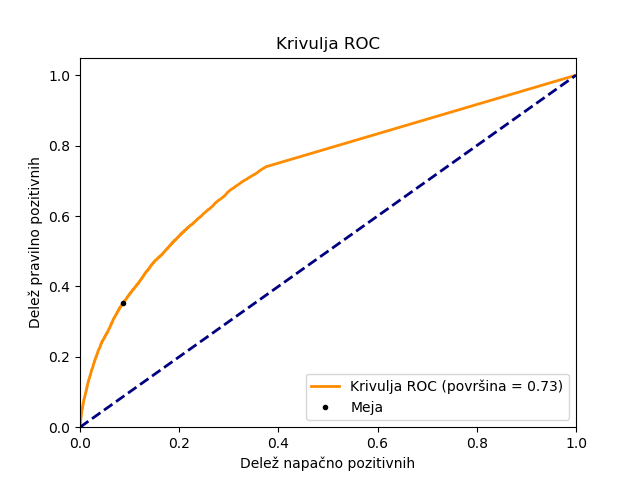 Krivulja ROC
Delež pravilno pozitivnih
1.0
0.8
0.6
0.4
0.2
0.0
0.0 0.2 0.4 0.6 0.8 1.0
Delež napačno pozitivnih
Krivulja ROC (površina = 0.73)
Meja